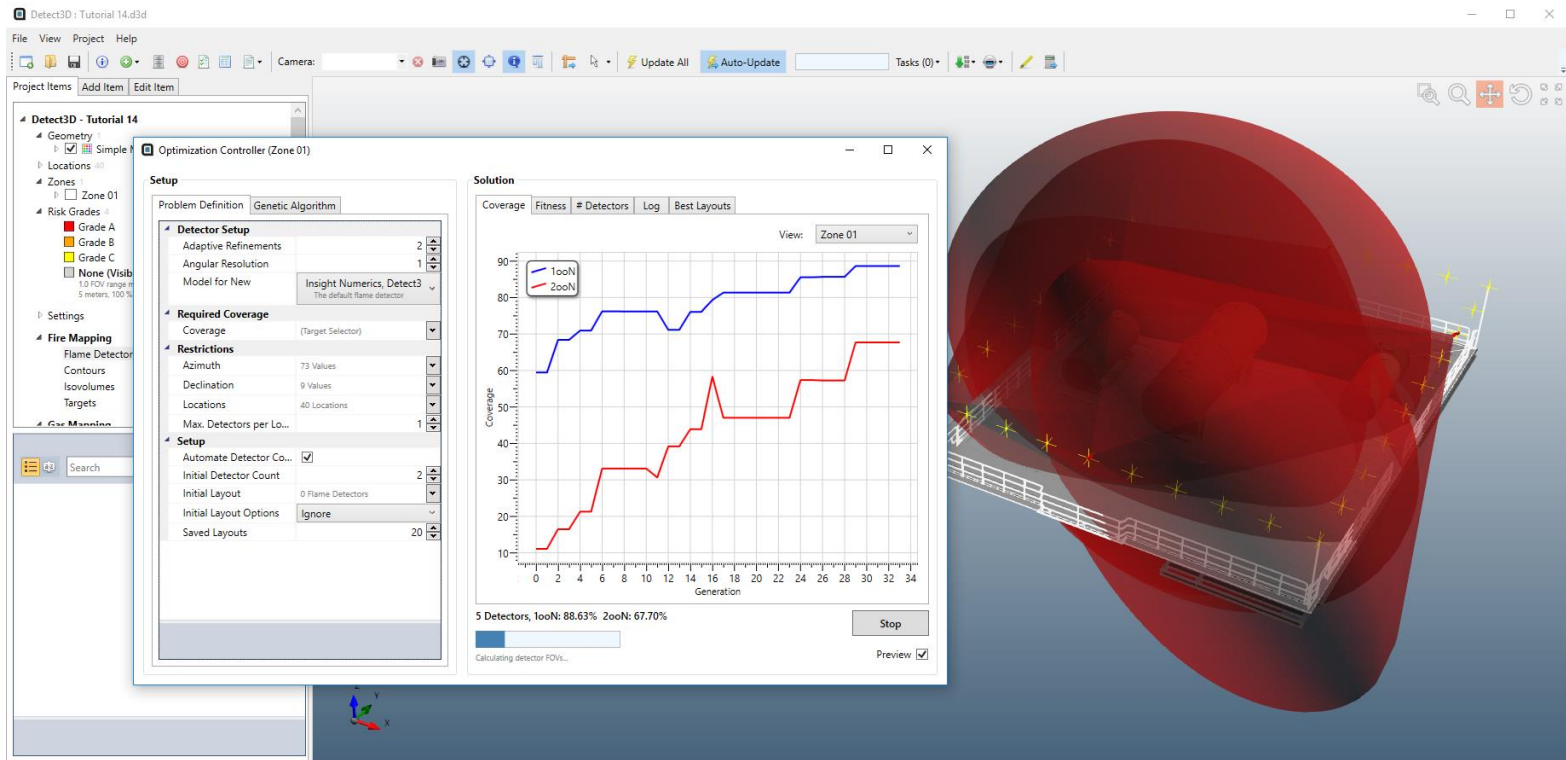 Detect3D : Tutorial 14.d3d
File View Project Help
Camera:
Update All
Auto-Update
Tasks (0)
Project Items Add Item Edit Item
Detect3D - Tutorial 14
Geometry 1
Simple
Locations 40
Zones 1
Zone 01
Risk Grades 4
Grade A
Grade B
Grade C
None (Visib
1.0 FOV range m
5 meters, 100 %
Settings
Fire Mapping
Flame Detector
Contours
Isovolumes
Targets
Gas Mapping
Search
Optimization Controller (Zone 01)
Setup
Problem Definition Genetic Algorithm
Detector Setup
Adaptive Refinements 2
Angular Resolution 1
Model for New Insight Numerics, Detect3
The default flame detector
Required Coverage
Coverage (Target Selector)
Restrictions
Azimuth 73 Values
Declination 9 Values
Locations 40 Locations
Max. Detectors per Lo... 1
Setup
Automate Detector Co...
Initial Detector Count 2
Initial Layout 0 Flame Detectors
Initial Layout Options Ignore
Saved Layouts 20
Solution
Coverage Fitness # Detectors Log Best Layouts
View: Zone 01
1ooN
2ooN
90
80
70
60
50
40
30
20
10
Coverage
0 2 4 6 8 10 12 14 16 18 20 22 24 26 28 30 32 34
Generation
5 Detectors, 1ooN: 88.63% 2ooN: 67.70%
Stop
Calculating detector FOVs...
Preview
Z
Y
X